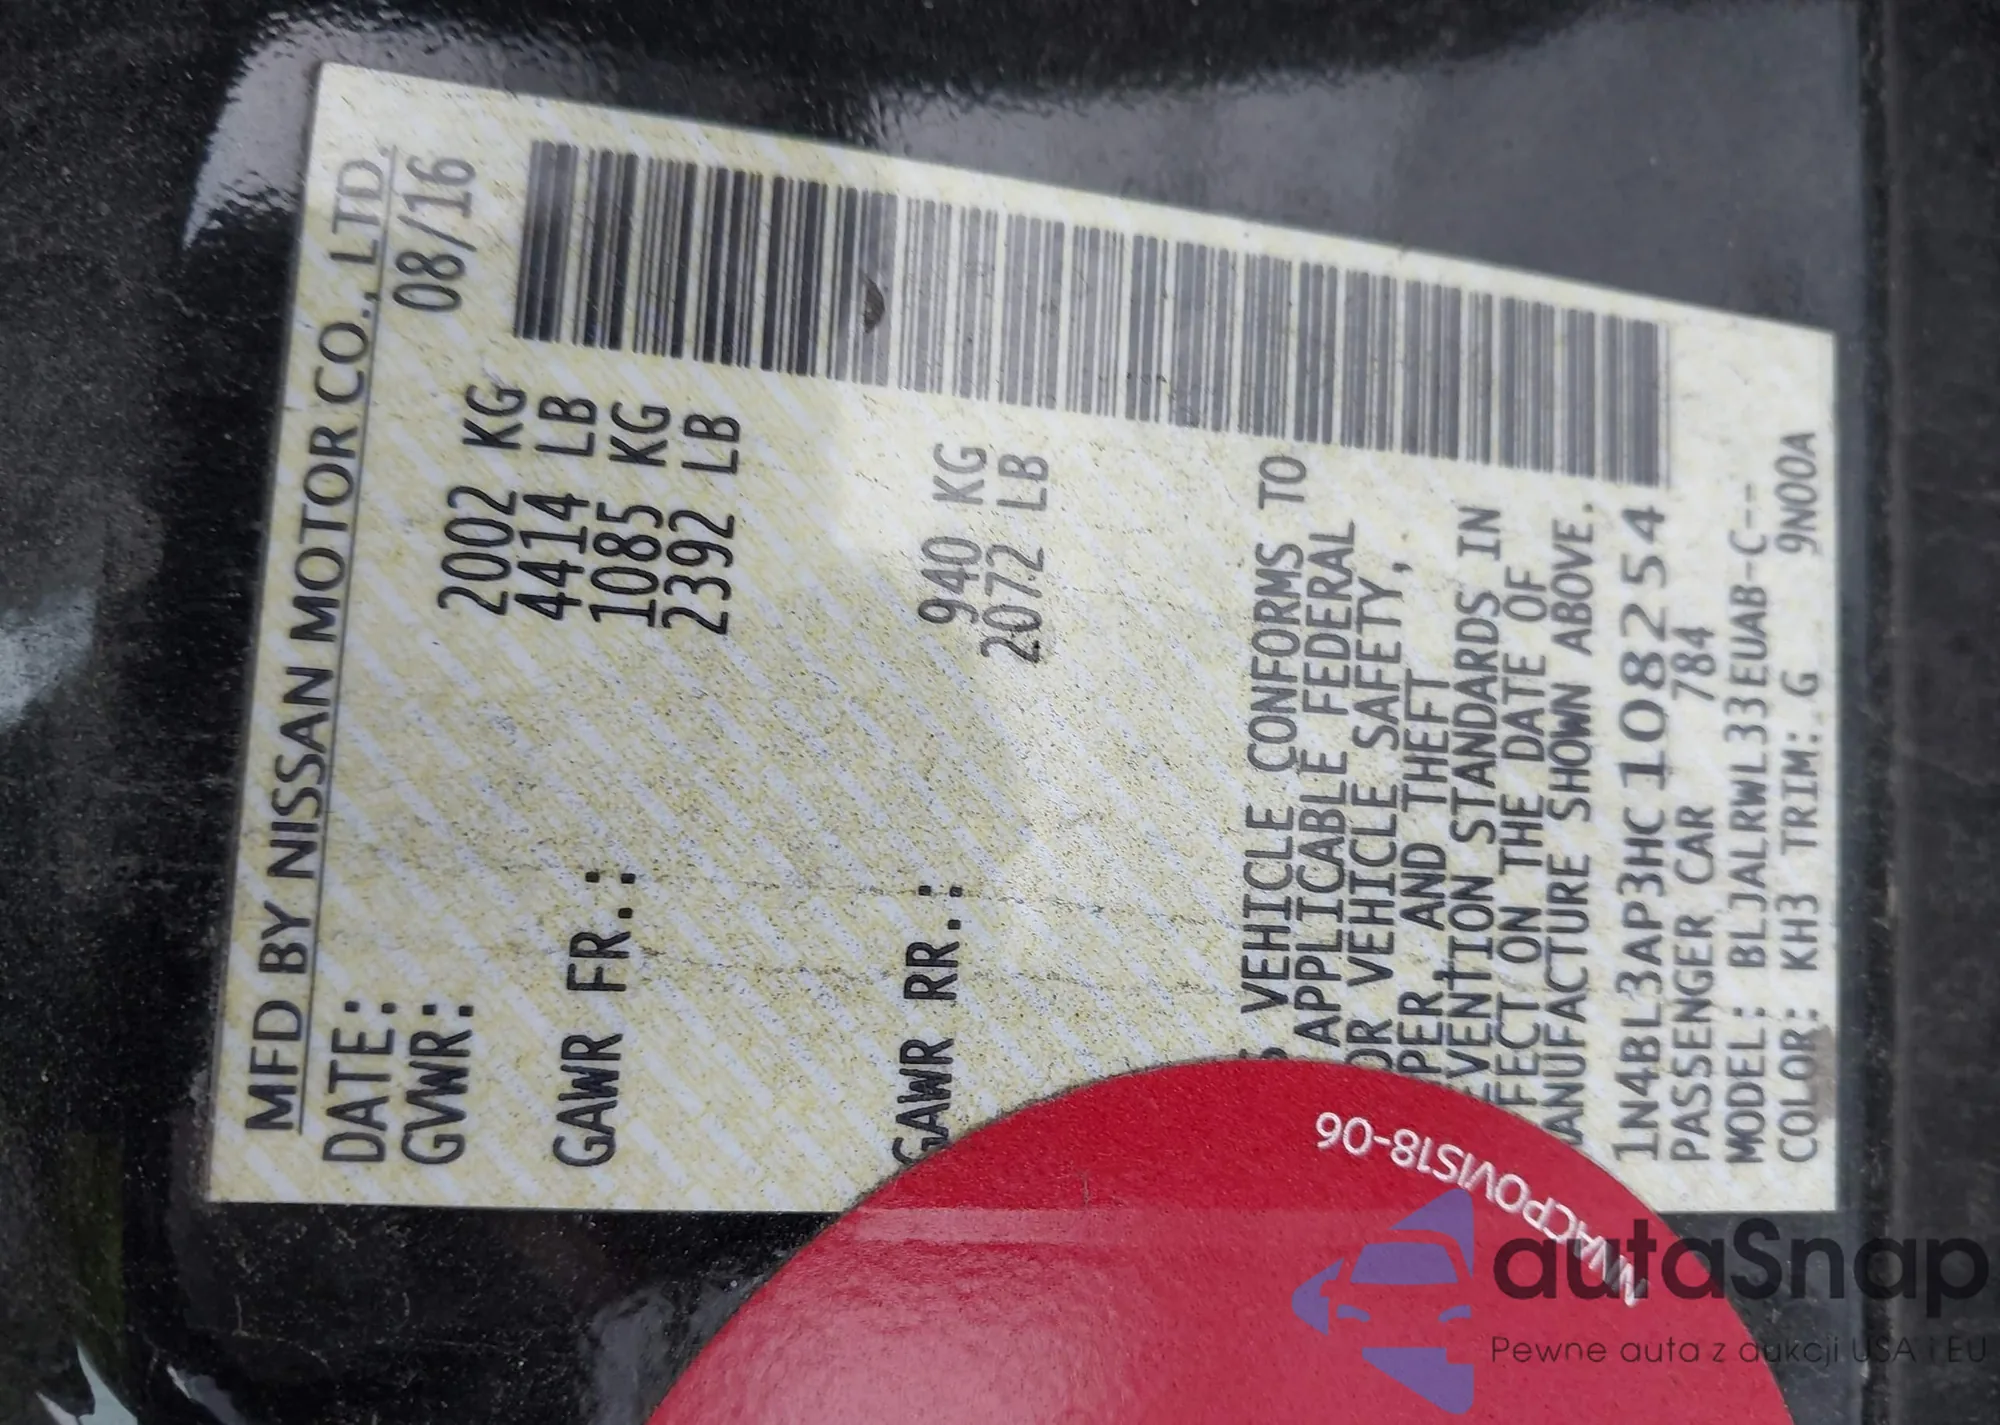 MFD BY NISSAN MOTOR CO., LTD.
DATE: 08/16
GVWR: 2002 KG
4414 LB
GAWR FR.: 1085 KG
2392 LB
GAWR RR.: 940 KG
2072 LB
VEHICLE CONFORMS TO
APPLICABLE FEDERAL
VEHICLE SAFETY,
AND THEFT
STANDARDS IN
ON THE DATE OF
SHOWN ABOVE.
1N4BL3AP3HC108254
PASSENGER CAR 784
MODEL: BLJALRWL33EUAB-C--
COLOR: KH3 TRIM: G 9N00A
NNACPOVIS18-06
autaSnap
Pewne auta z aukcji USA i EU